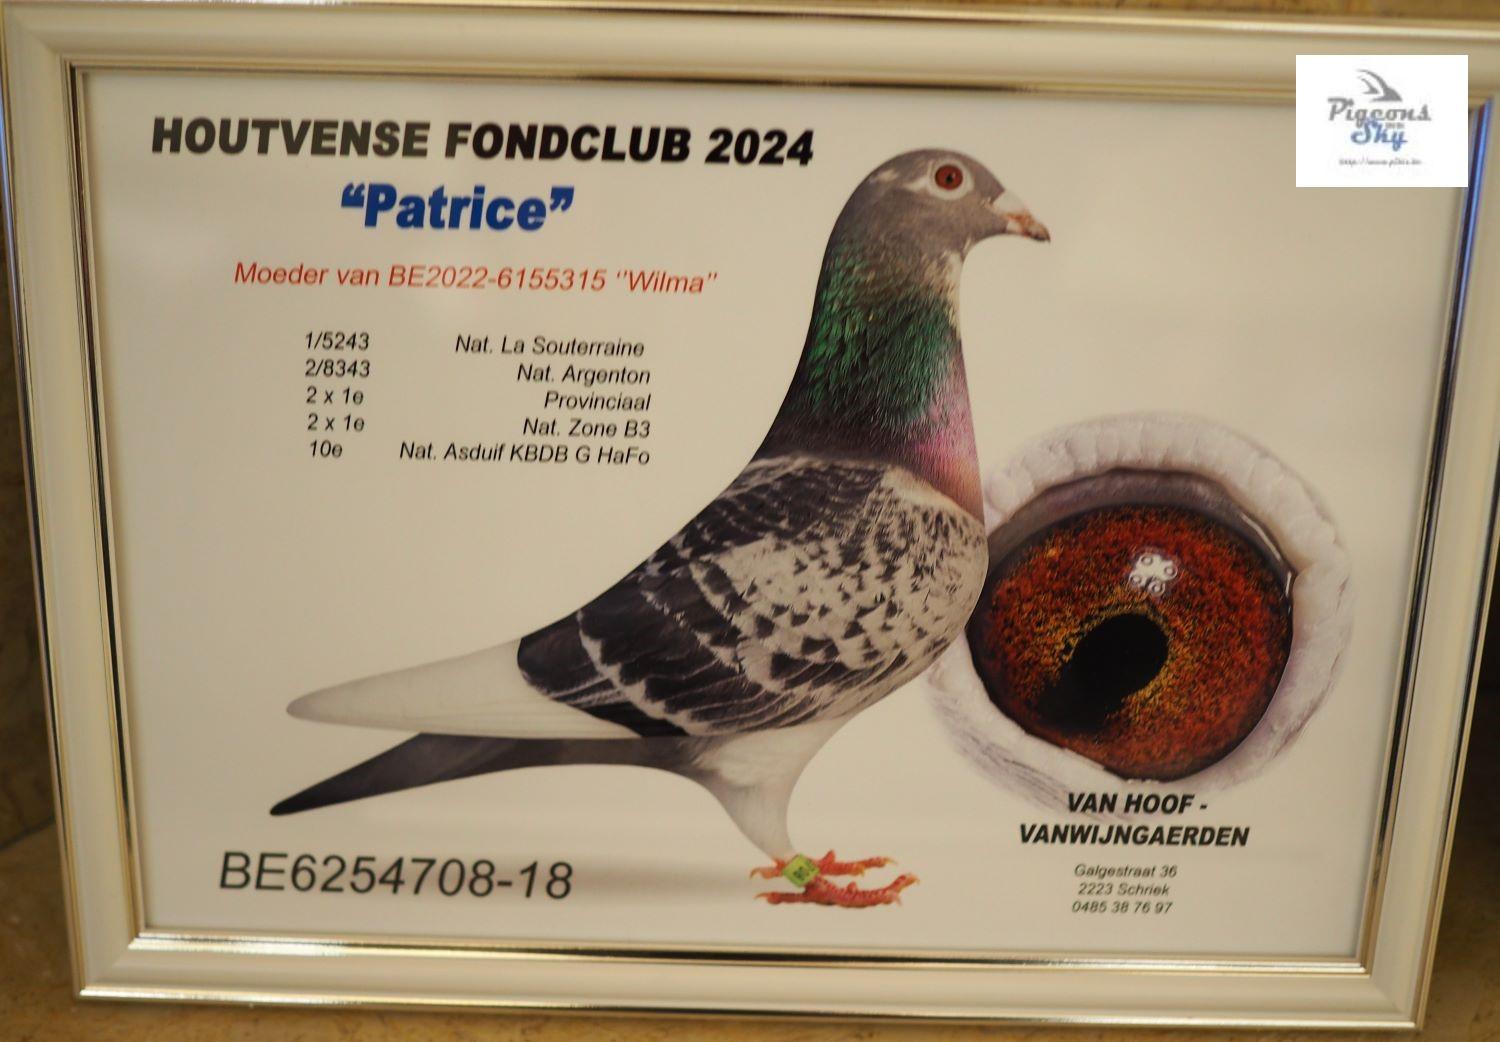 Pigeons
Sky
HOUTVENSE FONDCLUB 2024
“Patrice”
Moeder van BE2022-6155315 ‘’Wilma’’
1/5243 Nat. La Souterraine
2/8343 Nat. Argenton
2 x 1e Provinciaal
2 x 1e Nat. Zone B3
10e Nat. Asduif KBDB G HaFo
VAN HOOF -
VANWIJNGAERDEN
Galgestraat 36
2223 Schriek
0485 38 76 97
BE6254708-18